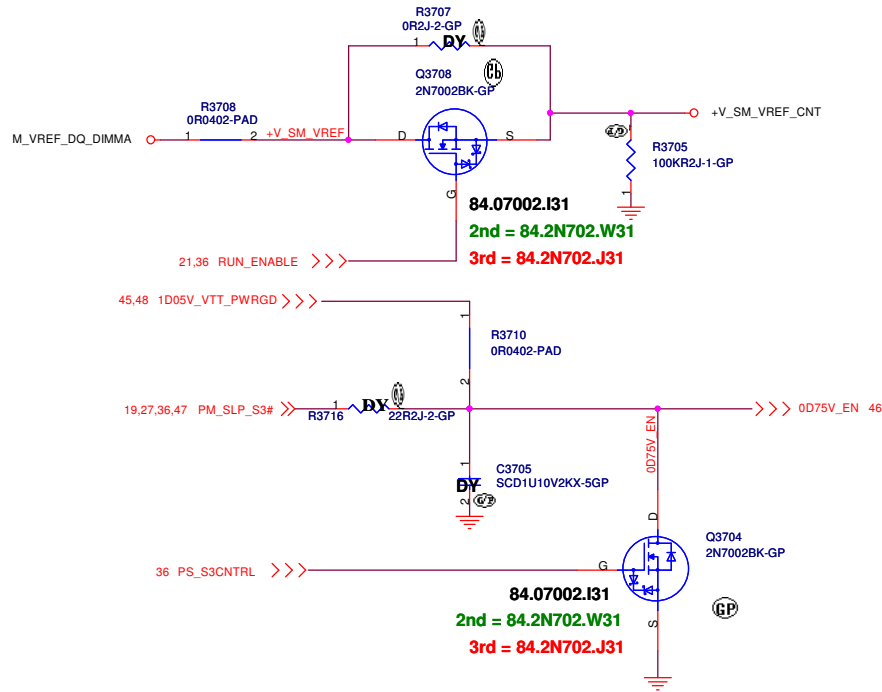 R3707
0R2J-2-GP
1 DY
Q3708
2N7002BK-GP
R3708
0R0402-PAD
M_VREF_DQ_DIMMA
1 2
+V_SM_VREF
D S
G
+V_SM_VREF_CNT
R3705
100KR2J-1-GP
1
84.07002.I31
2nd = 84.2N702.W31
3rd = 84.2N702.J31
21,36 RUN_ENABLE
45,48 1D05V_VTT_PWRGD
1
R3710
0R0402-PAD
2
19,27,36,47 PM_SLP_S3#
1 DY
R3716 22R2J-2-GP
0D75V_EN 46
0D75V_EN
1
C3705
SCD1U10V2KX-5GP
DY
2
D
Q3704
2N7002BK-GP
36 PS_S3CNTRL
G
84.07002.I31
2nd = 84.2N702.W31
3rd = 84.2N702.J31
S
GP